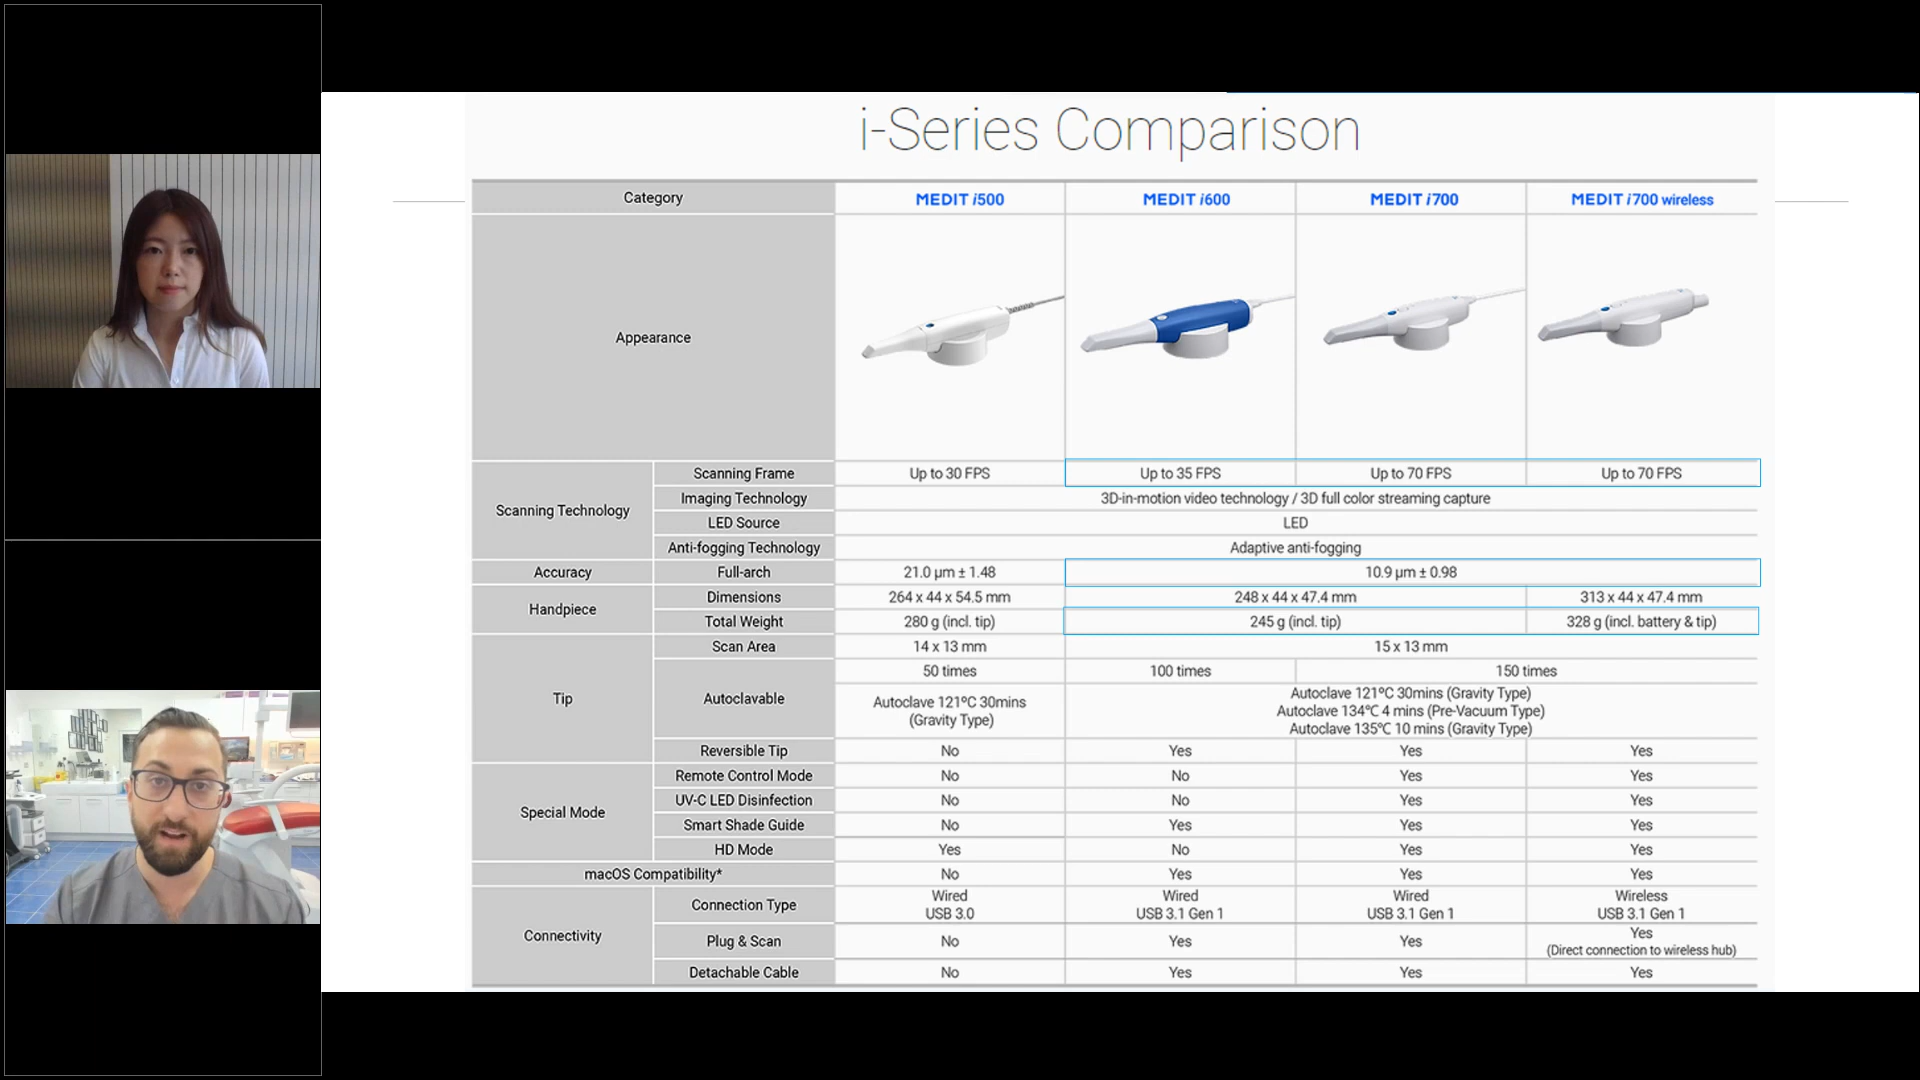 i-Series Comparison
Category MEDIT i500 MEDIT i600 MEDIT i700 MEDIT i700 wireless
Appearance
Scanning Technology
Scanning Frame Up to 30 FPS Up to 35 FPS Up to 70 FPS Up to 70 FPS
Imaging Technology 3D-in-motion video technology / 3D full color streaming capture
LED Source LED
Anti-fogging Technology Adaptive anti-fogging
Accuracy Full-arch 21.0 µm ± 1.48 10.9 µm ± 0.98
Handpiece
Dimensions 264 x 44 x 54.5 mm 248 x 44 x 47.4 mm 313 x 44 x 47.4 mm
Total Weight 280 g (incl. tip) 245 g (incl. tip) 328 g (incl. battery & tip)
Tip
Scan Area 14 x 13 mm 15 x 13 mm
Autoclavable
50 times 100 times 150 times
Autoclave 121ºC 30mins
(Gravity Type)
Autoclave 121ºC 30mins (Gravity Type)
Autoclave 134℃ 4 mins (Pre-Vacuum Type)
Autoclave 135℃ 10 mins (Gravity Type)
Reversible Tip No Yes Yes Yes
Special Mode
Remote Control Mode No No Yes Yes
UV-C LED Disinfection No No Yes Yes
Smart Shade Guide No Yes Yes Yes
HD Mode Yes No Yes Yes
macOS Compatibility* No Yes Yes Yes
Connectivity
Connection Type
Wired Wired Wired Wireless
USB 3.0 USB 3.1 Gen 1 USB 3.1 Gen 1 USB 3.1 Gen 1
Plug & Scan No Yes Yes Yes
(Direct connection to wireless hub)
Detachable Cable No Yes Yes Yes